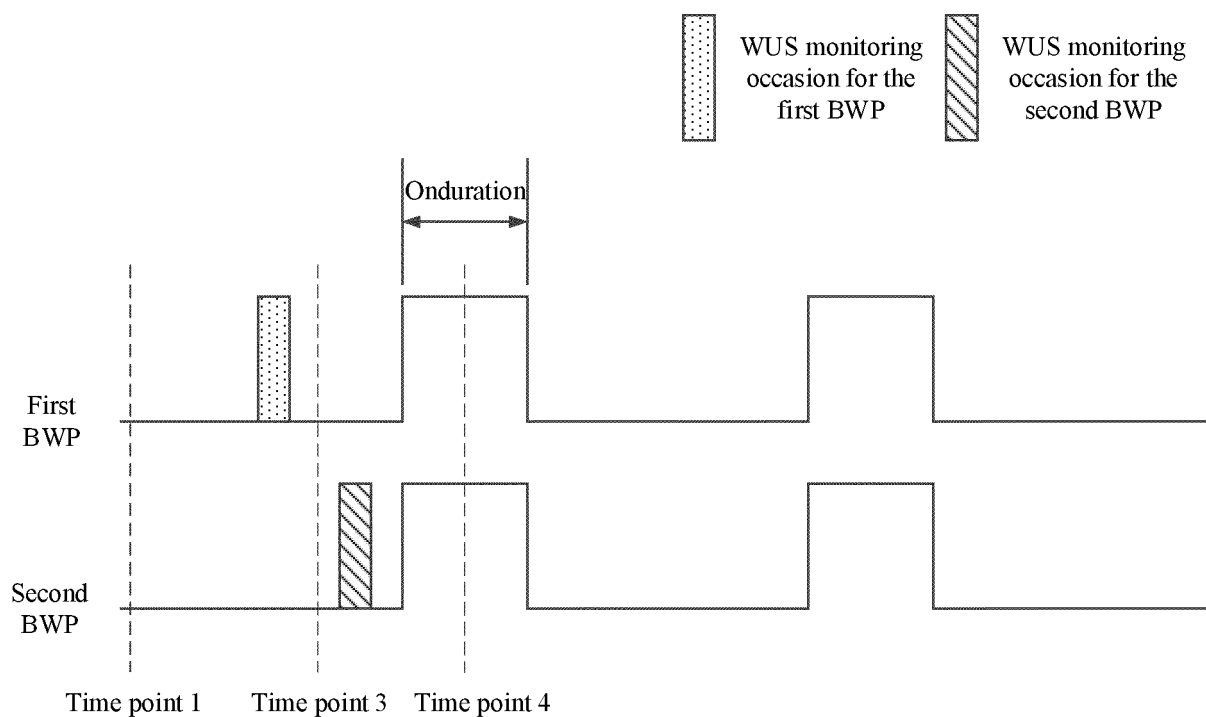 WUS monitoring
occasion for the
first BWP
WUS monitoring
occasion for the
second BWP
Onduration
First
BWP
Second
BWP
Time point 1
Time point 3
Time point 4